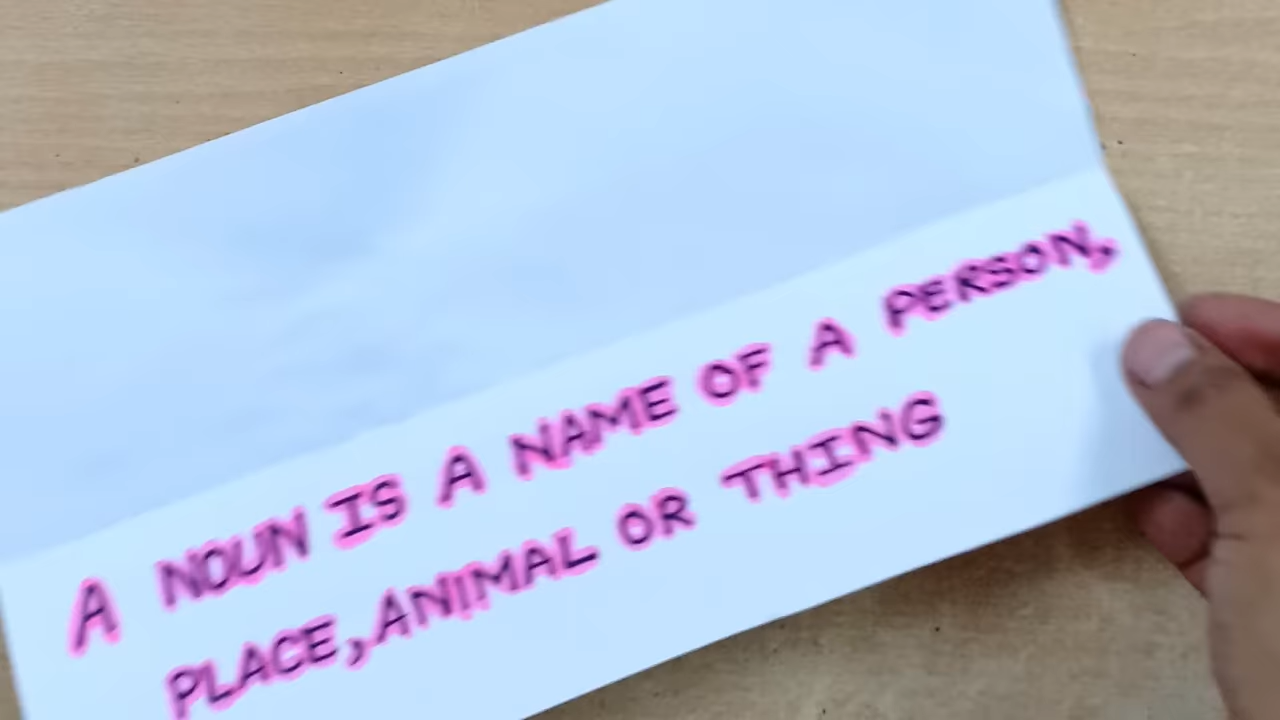 A NOUN IS A NAME OF A PERSON,
PLACE,ANIMAL OR THING